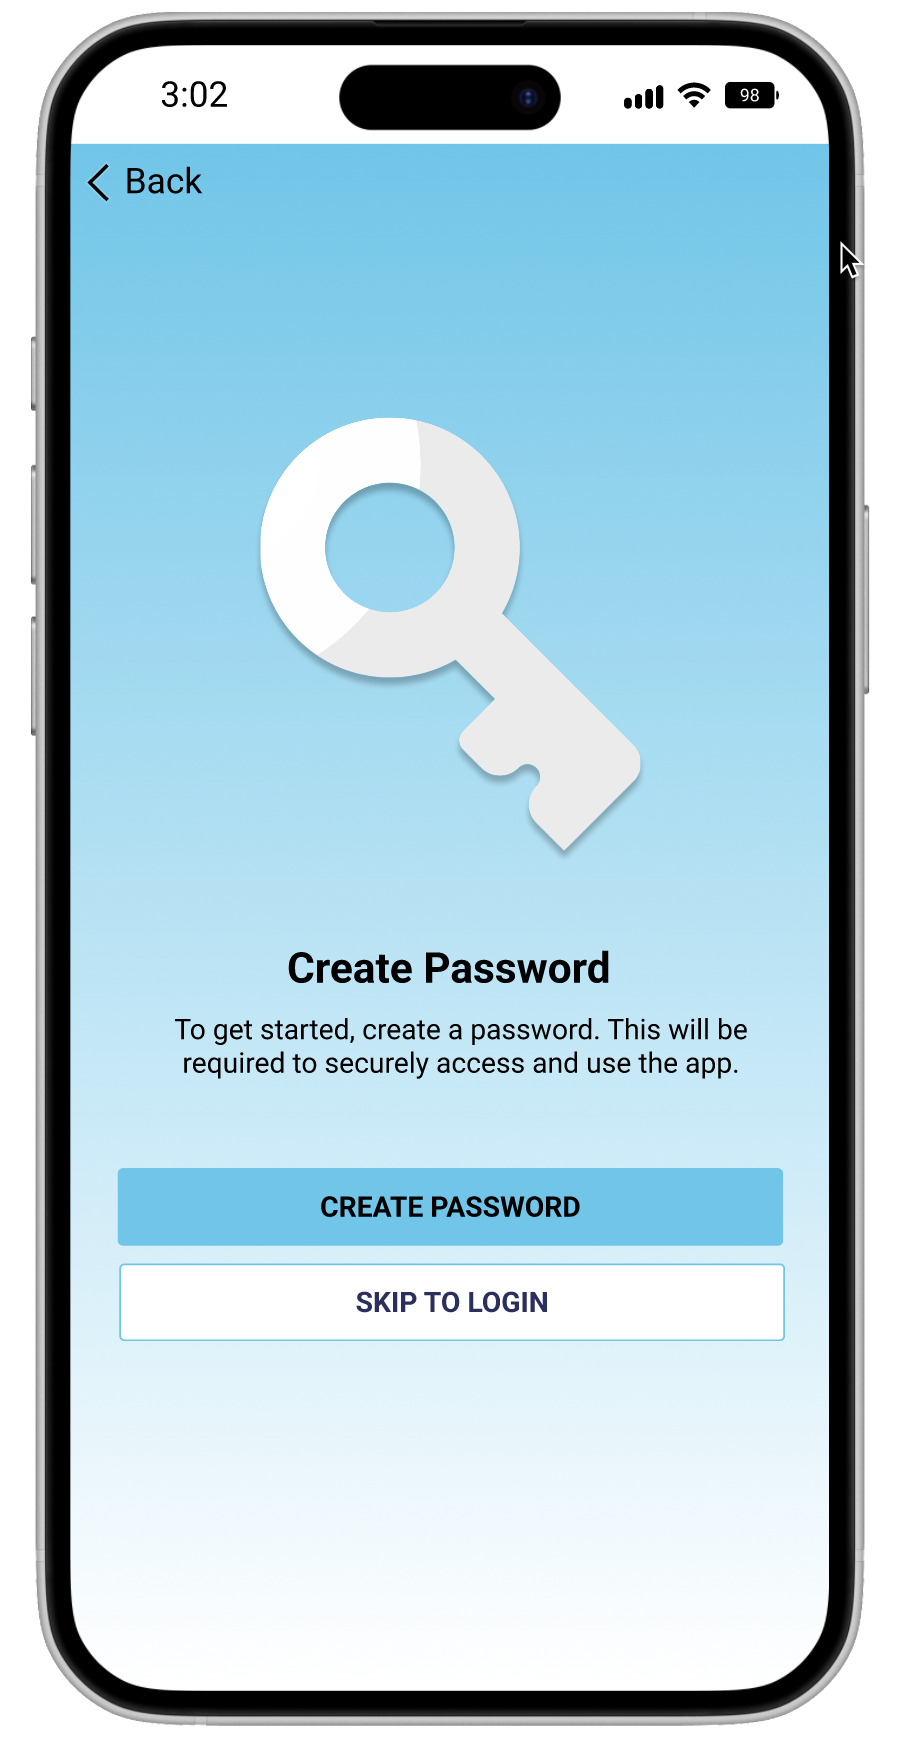 3:02
98
Back
Create Password
To get started, create a password. This will be
required to securely access and use the app.
CREATE PASSWORD
SKIP TO LOGIN